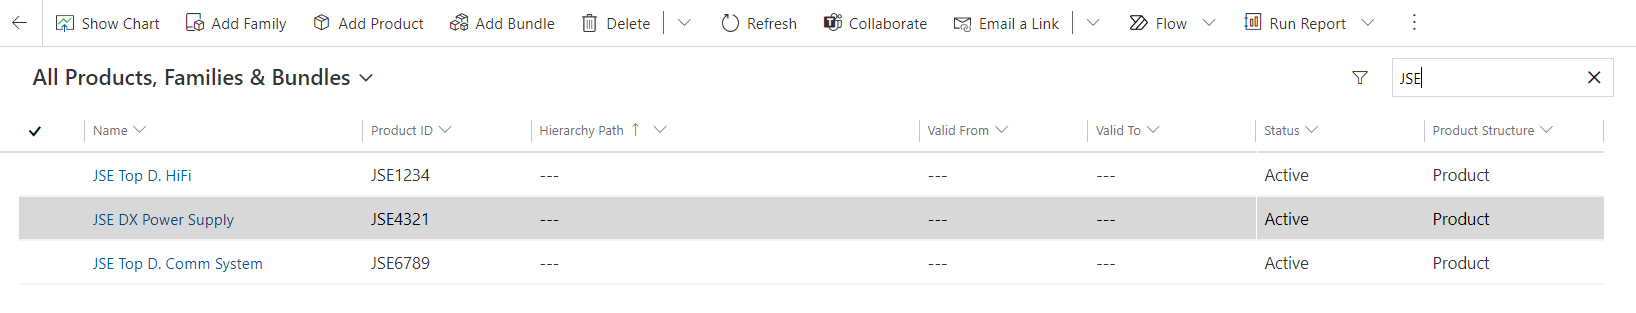 Show Chart Add Family Add Product Add Bundle Delete Refresh Collaborate Email a Link Flow Run Report
All Products, Families & Bundles JSE
Name Product ID Hierarchy Path Valid From Valid To Status Product Structure
JSE Top D. HiFi JSE1234 --- --- --- Active Product
JSE DX Power Supply JSE4321 --- --- --- Active Product
JSE Top D. Comm System JSE6789 --- --- --- Active Product